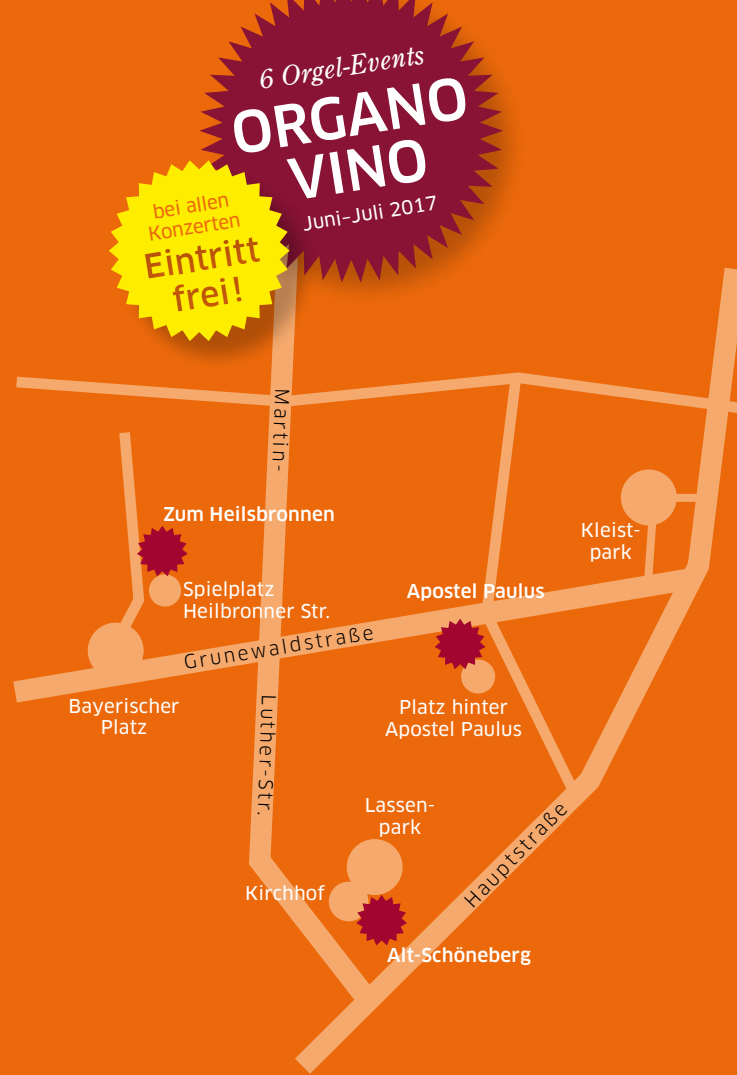 6 Orgel-Events
ORGANO
VINO
Juni–Juli 2017
bei allen
Konzerten
Eintritt
frei!
Martin-
Zum Heilsbronnen
Kleist-
park
Spielplatz
Heilbronner Str.
Apostel Paulus
Grunewaldstraße
Bayerischer
Platz
Platz hinter
Apostel Paulus
Luther-Str.
Lassen-
park
Hauptstraße
Kirchhof
Alt-Schöneberg